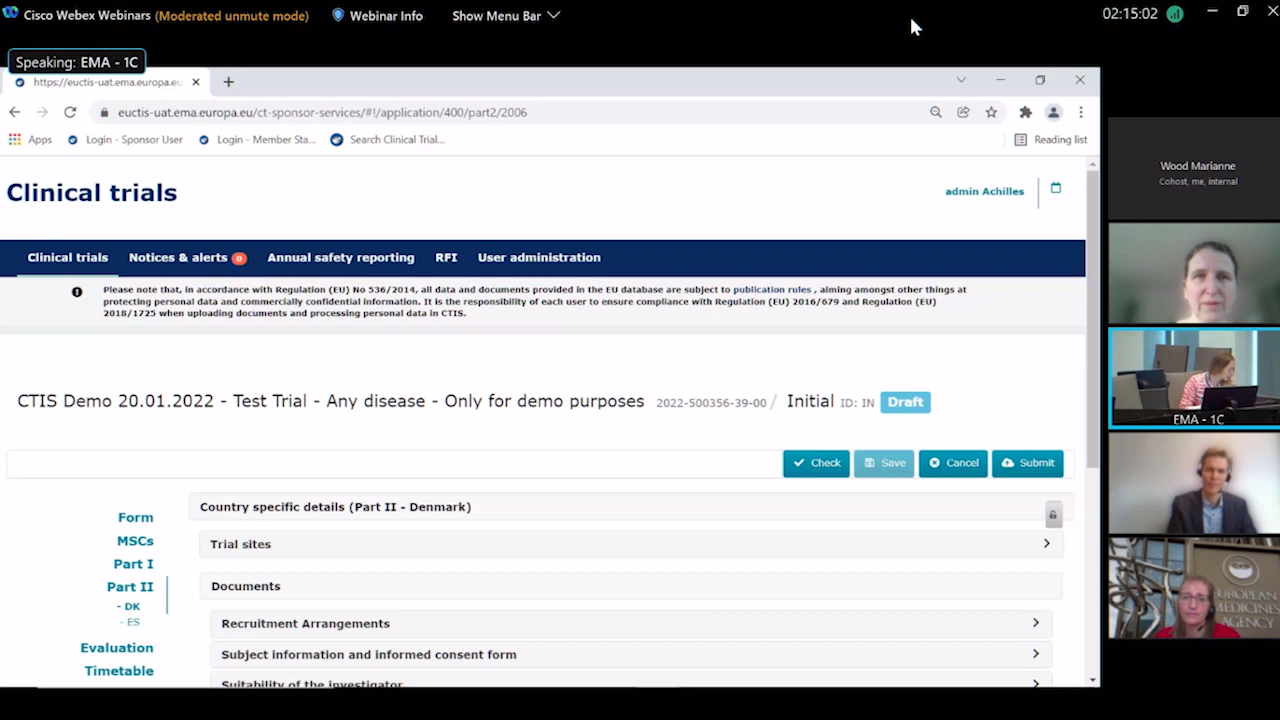 Cisco Webex Webinars (Moderated unmute mode) Webinar Info Show Menu Bar 02:15:02
Speaking: EMA - 1C
https://euctis-uat.ema.europa.eu
euctis-uat.ema.europa.eu/ct-sponsor-services/#!/application/400/part2/2006
Apps Login - Sponsor User Login - Member Sta... Search Clinical Trial... Reading list
Clinical trials
admin Achilles
Clinical trials Notices & alerts 0 Annual safety reporting RFI User administration
Please note that, in accordance with Regulation (EU) No 536/2014, all data and documents provided in the EU database are subject to publication rules , aiming amongst other things at
protecting personal data and commercially confidential information. It is the responsibility of each user to ensure compliance with Regulation (EU) 2016/679 and Regulation (EU)
2018/1725 when uploading documents and processing personal data in CTIS.
CTIS Demo 20.01.2022 - Test Trial - Any disease - Only for demo purposes 2022-500356-39-00 / Initial ID: IN Draft
Check Save Cancel Submit
Form
MSCs
Part I
Part II
- DK
- ES
Evaluation
Timetable
Country specific details (Part II - Denmark)
Trial sites
Documents
Recruitment Arrangements
Subject information and informed consent form
Suitability of the investigator
Wood Marianne
Cohost, me, internal
EMA - 1C
EUROPEAN
MEDICINES
AGENCY